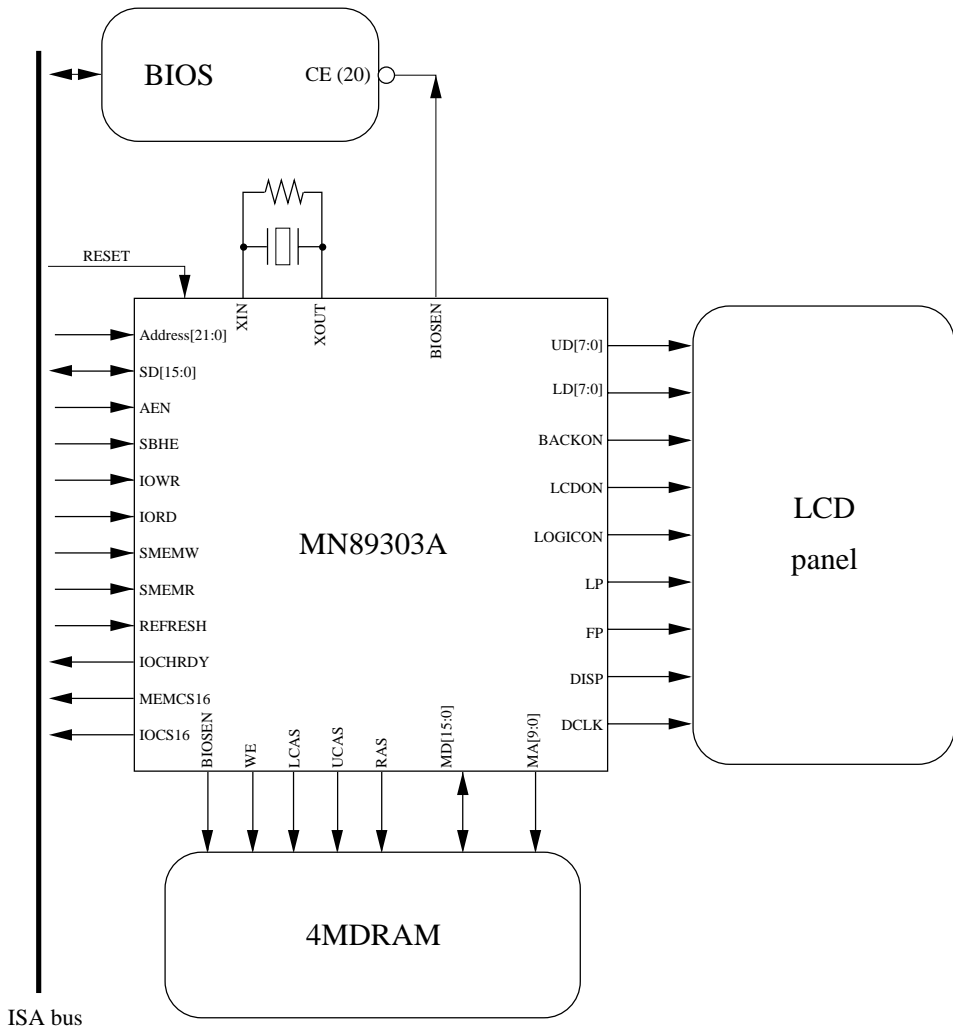 BIOS
CE (20)
RESET
XIN
XOUT
BIOSEN
Address[21:0]
SD[15:0]
AEN
SBHE
IOWR
IORD
SMEMW
SMEMR
REFRESH
IOCHRDY
MEMCS16
IOCS16
MN89303A
UD[7:0]
LD[7:0]
BACKON
LCDON
LOGICON
LP
FP
DISP
DCLK
LCD
panel
BIOSEN
WE
LCAS
UCAS
RAS
MD[15:0]
MA[9:0]
4MDRAM
ISA bus